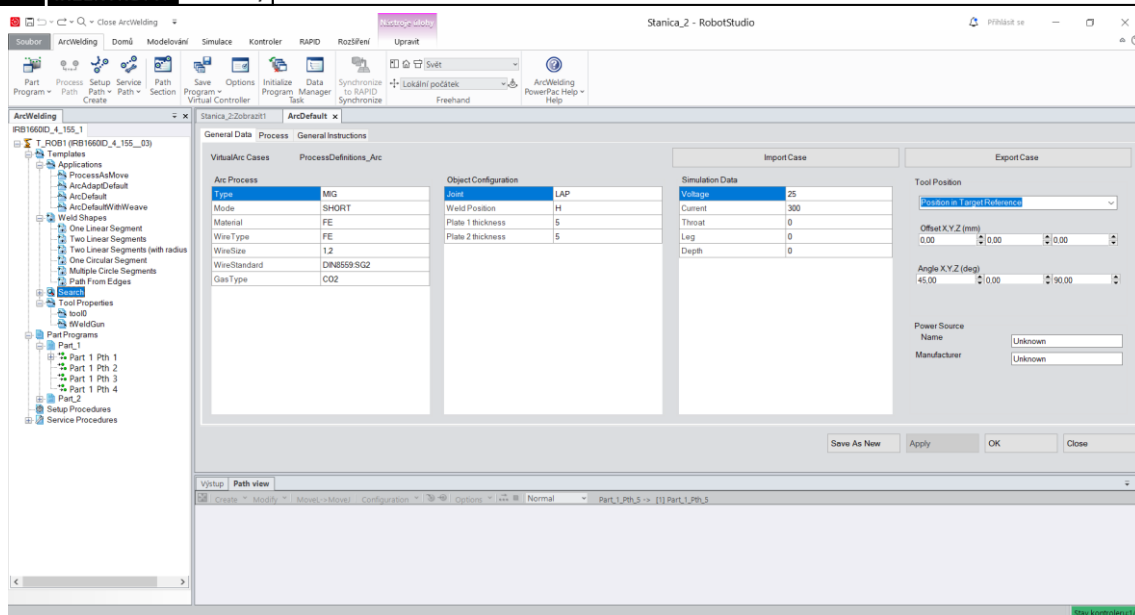 Close ArcWelding
Nástroje úlohy
Stanica_2 - RobotStudio
Přihlásit se
Soubor ArcWelding Domů Modelování Simulace Kontroler RAPID Rozšíření Upravit
Part Program
Process Path
Setup Path
Service Path
Path Section
Create
Save Program
Options
Virtual Controller
Initialize Program
Data Manager
Task
Synchronize to RAPID
Synchronize
Svět
Lokální počátek
Freehand
ArcWelding PowerPac Help
Help
ArcWelding
IRB1660ID_4_155_1
T_ROB1 (IRB1660ID_4_155__03)
Templates
Applications
ProcessAsMove
ArcAdaptDefault
ArcDefault
ArcDefaultWithWeave
Weld Shapes
One Linear Segment
Two Linear Segments
Two Linear Segments (with radius
One Circular Segment
Multiple Circle Segments
Path From Edges
Search
Tool Properties
tool0
tWeldGun
Part Programs
Part_1
Part 1 Pth 1
Part 1 Pth 2
Part 1 Pth 3
Part 1 Pth 4
Part_2
Setup Procedures
Service Procedures
Stanica_2:Zobrazit1 ArcDefault
General Data Process General Instructions
VirtualArc Cases ProcessDefinitions_Arc Import Case Export Case
Arc Process
Type MIG
Mode SHORT
Material FE
WireType FE
WireSize 1,2
WireStandard DIN8559:SG2
GasType CO2
Object Configuration
Joint LAP
Weld Position H
Plate 1 thickness 5
Plate 2 thickness 5
Simulation Data
Voltage 25
Current 300
Throat 0
Leg 0
Depth 0
Tool Position
Position in Target Reference
Offset X,Y,Z (mm)
0,00 0,00 0,00
Angle X,Y,Z (deg)
45,00 0,00 90,00
Power Source
Name Unknown
Manufacturer Unknown
Save As New Apply OK Close
Výstup Path view
Create Modify MoveL->MoveJ Configuration Options Normal Part_1_Pth_5 -> [1] Part_1_Pth_5